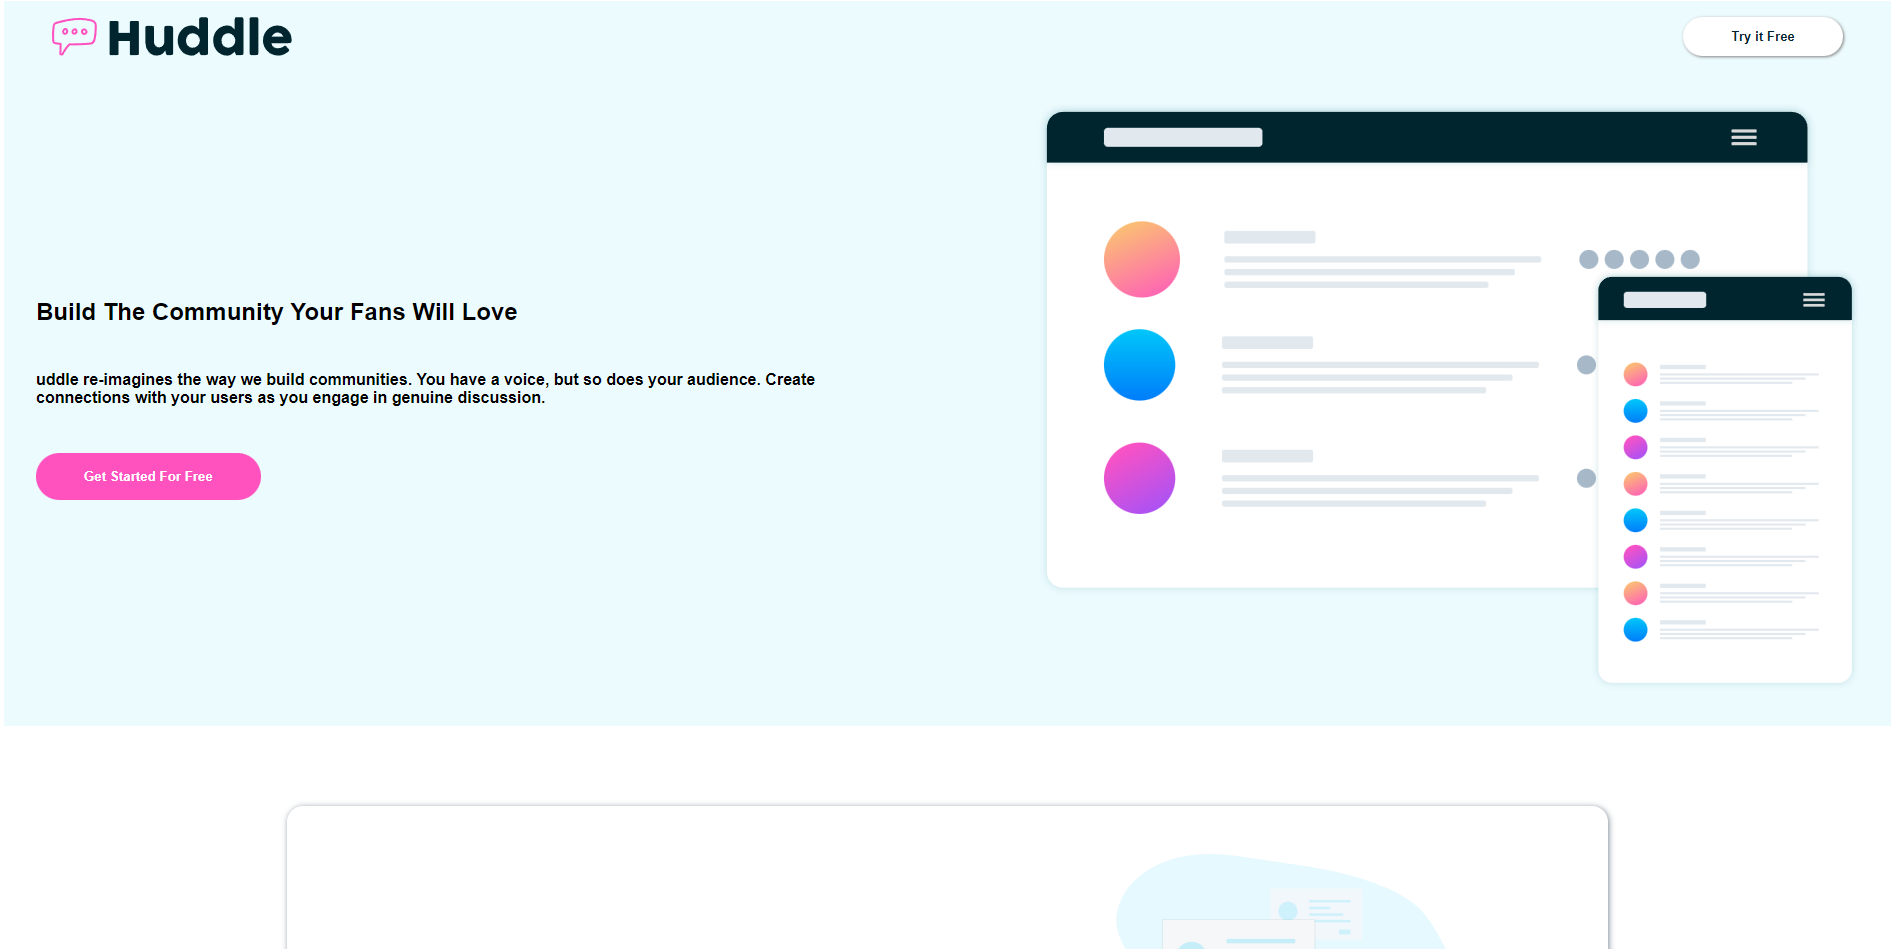 Huddle
Try it Free
Build The Community Your Fans Will Love
uddle re-imagines the way we build communities. You have a voice, but so does your audience. Create
connections with your users as you engage in genuine discussion.
Get Started For Free